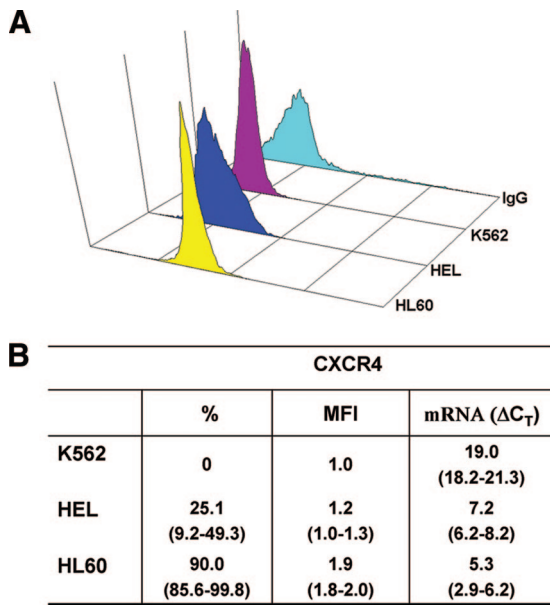 A
IgG
K562
HEL
HL60
B
CXCR4
% MFI mRNA (ΔC_T)
K562 0 1.0 19.0
(18.2-21.3)
HEL 25.1 1.2 7.2
(9.2-49.3) (1.0-1.3) (6.2-8.2)
HL60 90.0 1.9 5.3
(85.6-99.8) (1.8-2.0) (2.9-6.2)